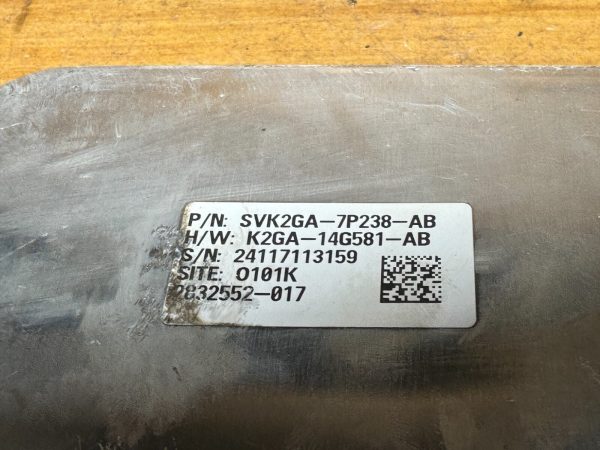 P/N: SVK2GA-7P238-AB
H/W: K2GA-14G581-AB
S/N: 24117113159
SITE: O101K
2832552-017